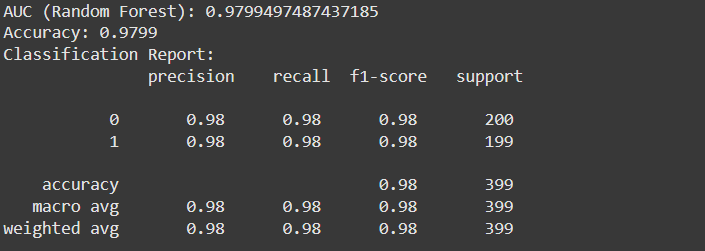 AUC (Random Forest): 0.9799497487437185
Accuracy: 0.9799
Classification Report:
precision recall f1-score support
0 0.98 0.98 0.98 200
1 0.98 0.98 0.98 199
accuracy 0.98 399
macro avg 0.98 0.98 0.98 399
weighted avg 0.98 0.98 0.98 399